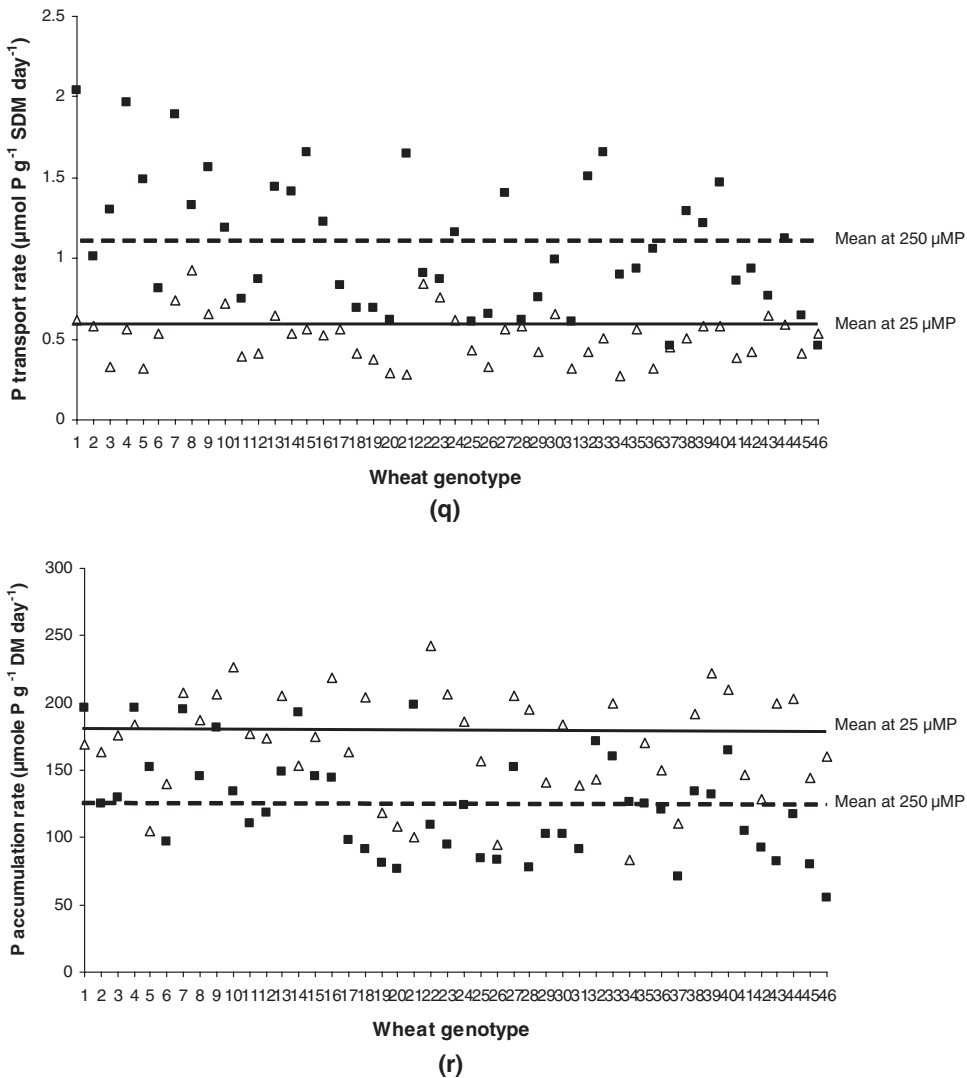 2.5
2
1.5
1
0.5
0
P transport rate (µmol P g-1 SDM day-1)
Mean at 250 µMP
Mean at 25 µMP
1 2 3 4 5 6 7 8 9 10 11 12 13 14 15 16 17 18 19 20 21 22 23 24 25 26 27 28 29 30 31 32 33 34 35 36 37 38 39 40 41 42 43 44 45 46
Wheat genotype
(q)
300
250
200
150
100
50
0
P accumulation rate (µmole P g-1 DM day-1)
Mean at 25 µMP
Mean at 250 µMP
1 2 3 4 5 6 7 8 9 10 11 12 13 14 15 16 17 18 19 20 21 22 23 24 25 26 27 28 29 30 31 32 33 34 35 36 37 38 39 40 41 42 43 44 45 46
Wheat genotype
(r)